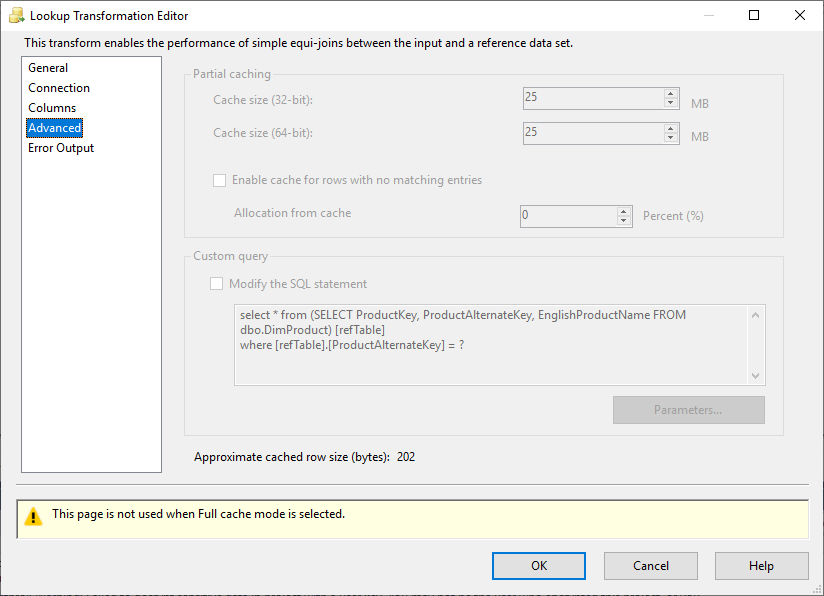 Lookup Transformation Editor
This transform enables the performance of simple equi-joins between the input and a reference data set.
General
Connection
Columns
Advanced
Error Output
Partial caching
Cache size (32-bit):
25
MB
Cache size (64-bit):
25
MB
Enable cache for rows with no matching entries
Allocation from cache
0
Percent (%)
Custom query
Modify the SQL statement
select * from (SELECT ProductKey, ProductAlternateKey, EnglishProductName FROM
dbo.DimProduct) [refTable]
where [refTable].[ProductAlternateKey] = ?
Parameters...
Approximate cached row size (bytes): 202
This page is not used when Full cache mode is selected.
OK
Cancel
Help